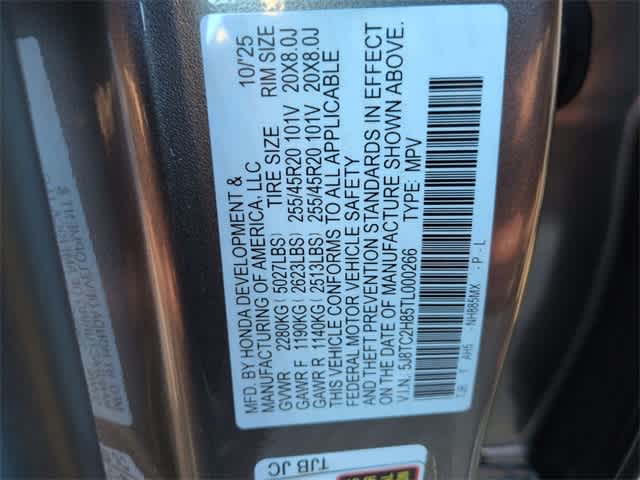 MFD. BY HONDA DEVELOPMENT & 10/'25
MANUFACTURING OF AMERICA, LLC
TIRE SIZE RIM SIZE
GVWR 2280KG (5027LBS)
GAWR F 1190KG (2623LBS) 255/45R20 101V 20X8.0J
GAWR R 1140KG (2513LBS) 255/45R20 101V 20X8.0J
THIS VEHICLE CONFORMS TO ALL APPLICABLE
FEDERAL MOTOR VEHICLE SAFETY
AND THEFT PREVENTION STANDARDS IN EFFECT
ON THE DATE OF MANUFACTURE SHOWN ABOVE.
V.I.N.: 5J8TC2H85TL000266 TYPE: MPV
TJB AH5 NH885MX - P - L
TJB JC